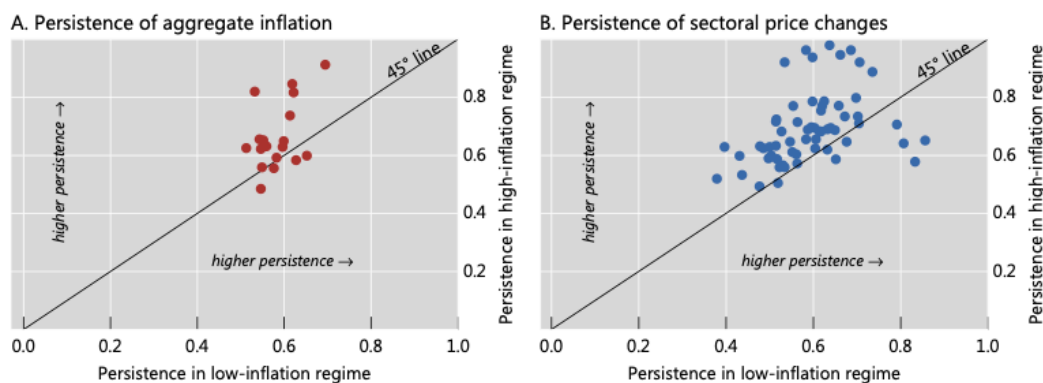 A. Persistence of aggregate inflation
45° line
higher persistence →
higher persistence →
0.8
0.6
0.4
0.2
Persistence in high-inflation regime
0.0 0.2 0.4 0.6 0.8 1.0
Persistence in low-inflation regime
B. Persistence of sectoral price changes
45° line
higher persistence →
higher persistence →
0.8
0.6
0.4
0.2
Persistence in high-inflation regime
0.0 0.2 0.4 0.6 0.8 1.0
Persistence in low-inflation regime